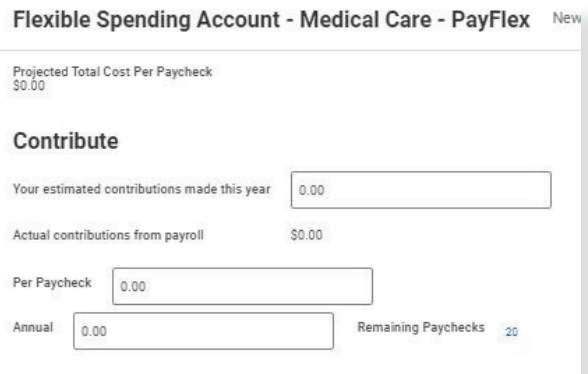 Flexible Spending Account - Medical Care - PayFlex New
Projected Total Cost Per Paycheck
$0.00
Contribute
Your estimated contributions made this year 0.00
Actual contributions from payroll $0.00
Per Paycheck 0.00
Annual 0.00 Remaining Paychecks 20